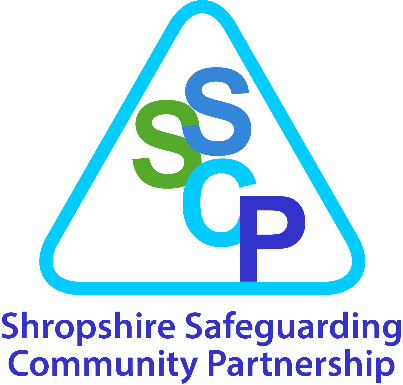 SSCP
Shropshire Safeguarding
Community Partnership